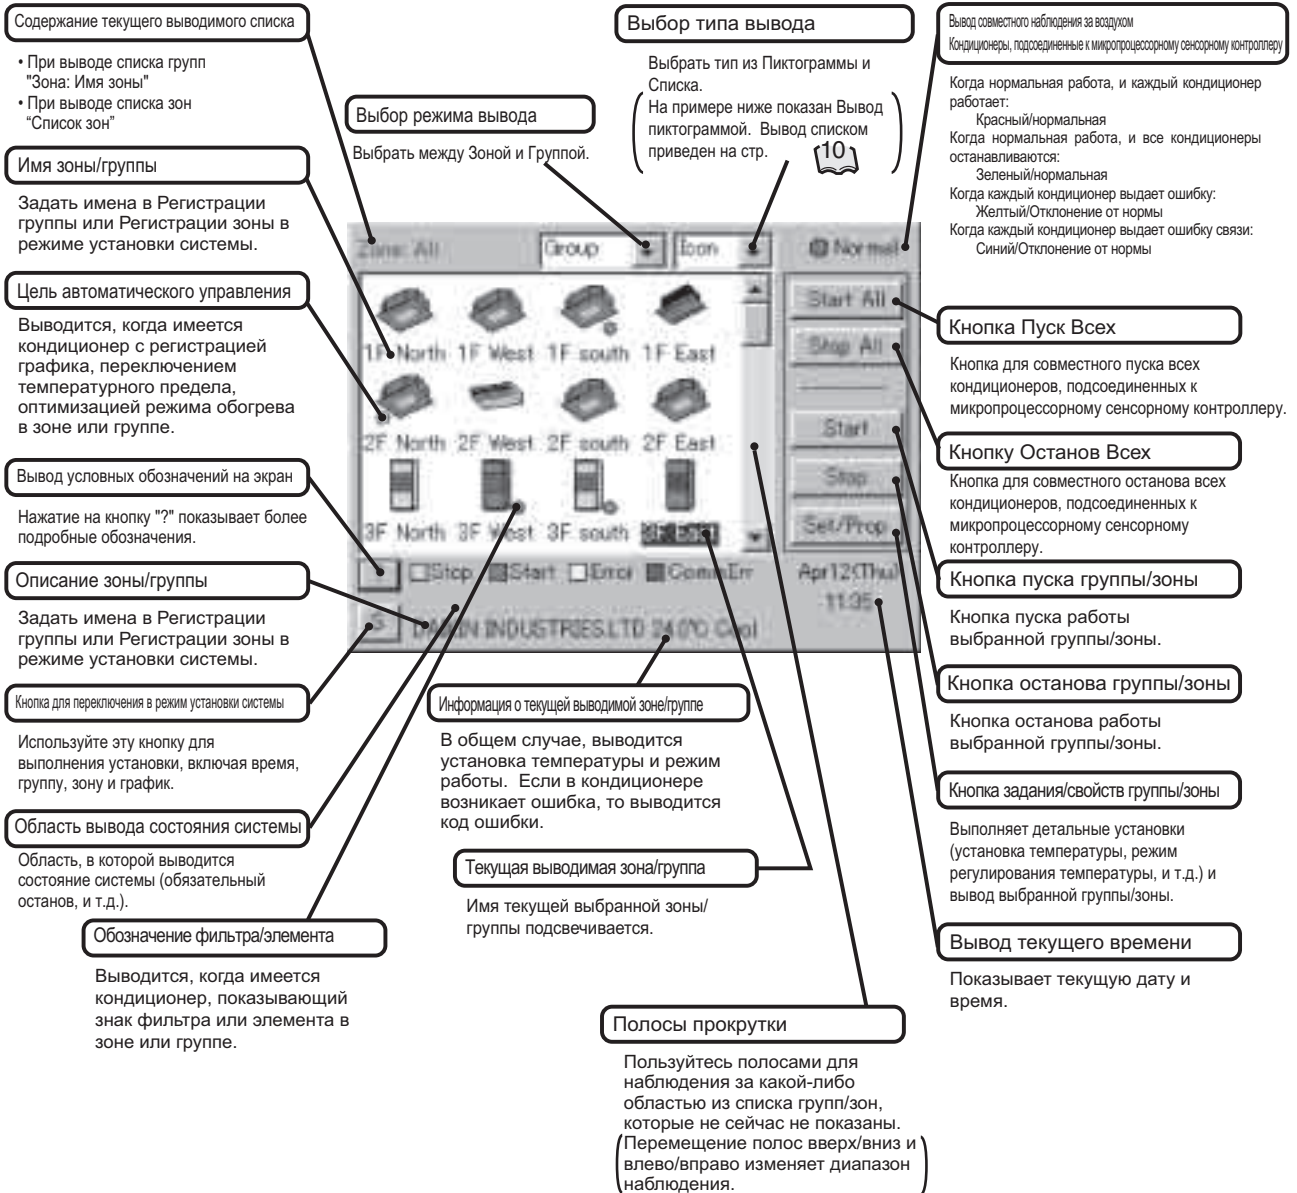 Содержание текущего выводимого списка
• При выводе списка групп
"Зона: Имя зоны"
• При выводе списка зон
“Список зон”
Имя зоны/группы
Задать имена в Регистрации
группы или Регистрации зоны в
режиме установки системы.
Цель автоматического управления
Выводится, когда имеется
кондиционер с регистрацией
графика, переключением
температурного предела,
оптимизацией режима обогрева
в зоне или группе.
Вывод условных обозначений на экран
Нажатие на кнопку "?" показывает более
подробные обозначения.
Описание зоны/группы
Задать имена в Регистрации
группы или Регистрации зоны в
режиме установки системы.
Кнопка для переключения в режим установки системы
Используйте эту кнопку для
выполнения установки, включая время,
группу, зону и график.
Область вывода состояния системы
Область, в которой выводится
состояние системы (обязательный
останов, и т.д.).
Обозначение фильтра/элемента
Выводится, когда имеется
кондиционер, показывающий
знак фильтра или элемента в
зоне или группе.
Выбор режима вывода
Выбрать между Зоной и Группой.
Выбор типа вывода
Выбрать тип из Пиктограммы и
Списка.
На примере ниже показан Вывод
пиктограммой. Вывод списком
приведен на стр. 10
Zone: All Group Icon Normal
1F North 1F West 1F south 1F East
2F North 2F West 2F south 2F East
3F North 3F West 3F south 3F East
Start All
Stop All
Start
Stop
Set/Prop
Stop Start Error CommErr
Apr12(Thu)
11:35
S DAIKIN INDUSTRIES.LTD 24.0°C Cool
Информация о текущей выводимой зоне/группе
В общем случае, выводится
установка температуры и режим
работы. Если в кондиционере
возникает ошибка, то выводится
код ошибки.
Текущая выводимая зона/группа
Имя текущей выбранной зоны/
группы подсвечивается.
Полосы прокрутки
Пользуйтесь полосами для
наблюдения за какой-либо
областью из списка групп/зон,
которые не сейчас не показаны.
Перемещение полос вверх/вниз и
влево/вправо изменяет диапазон
наблюдения.
Вывод совместного наблюдения за воздухом
Кондиционеры, подсоединенные к микропроцессорному сенсорному контроллеру
Когда нормальная работа, и каждый кондиционер
работает:
Красный/нормальная
Когда нормальная работа, и все кондиционеры
останавливаются:
Зеленый/нормальная
Когда каждый кондиционер выдает ошибку:
Желтый/Отклонение от нормы
Когда каждый кондиционер выдает ошибку связи:
Синий/Отклонение от нормы
Кнопка Пуск Всех
Кнопка для совместного пуска всех
кондиционеров, подсоединенных к
микропроцессорному сенсорному контроллеру.
Кнопку Останов Всех
Кнопка для совместного останова всех
кондиционеров, подсоединенных к
микропроцессорному сенсорному
контроллеру.
Кнопка пуска группы/зоны
Кнопка пуска работы
выбранной группы/зоны.
Кнопка останова группы/зоны
Кнопка останова работы
выбранной группы/зоны.
Кнопка задания/свойств группы/зоны
Выполняет детальные установки
(установка температуры, режим
регулирования температуры, и т.д.) и
вывод выбранной группы/зоны.
Вывод текущего времени
Показывает текущую дату и
время.